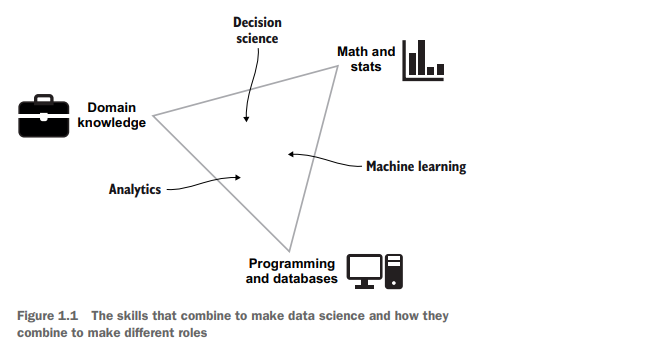 Decision
science
Math and
stats
Domain
knowledge
Machine learning
Analytics
Programming
and databases
Figure 1.1 The skills that combine to make data science and how they
combine to make different roles